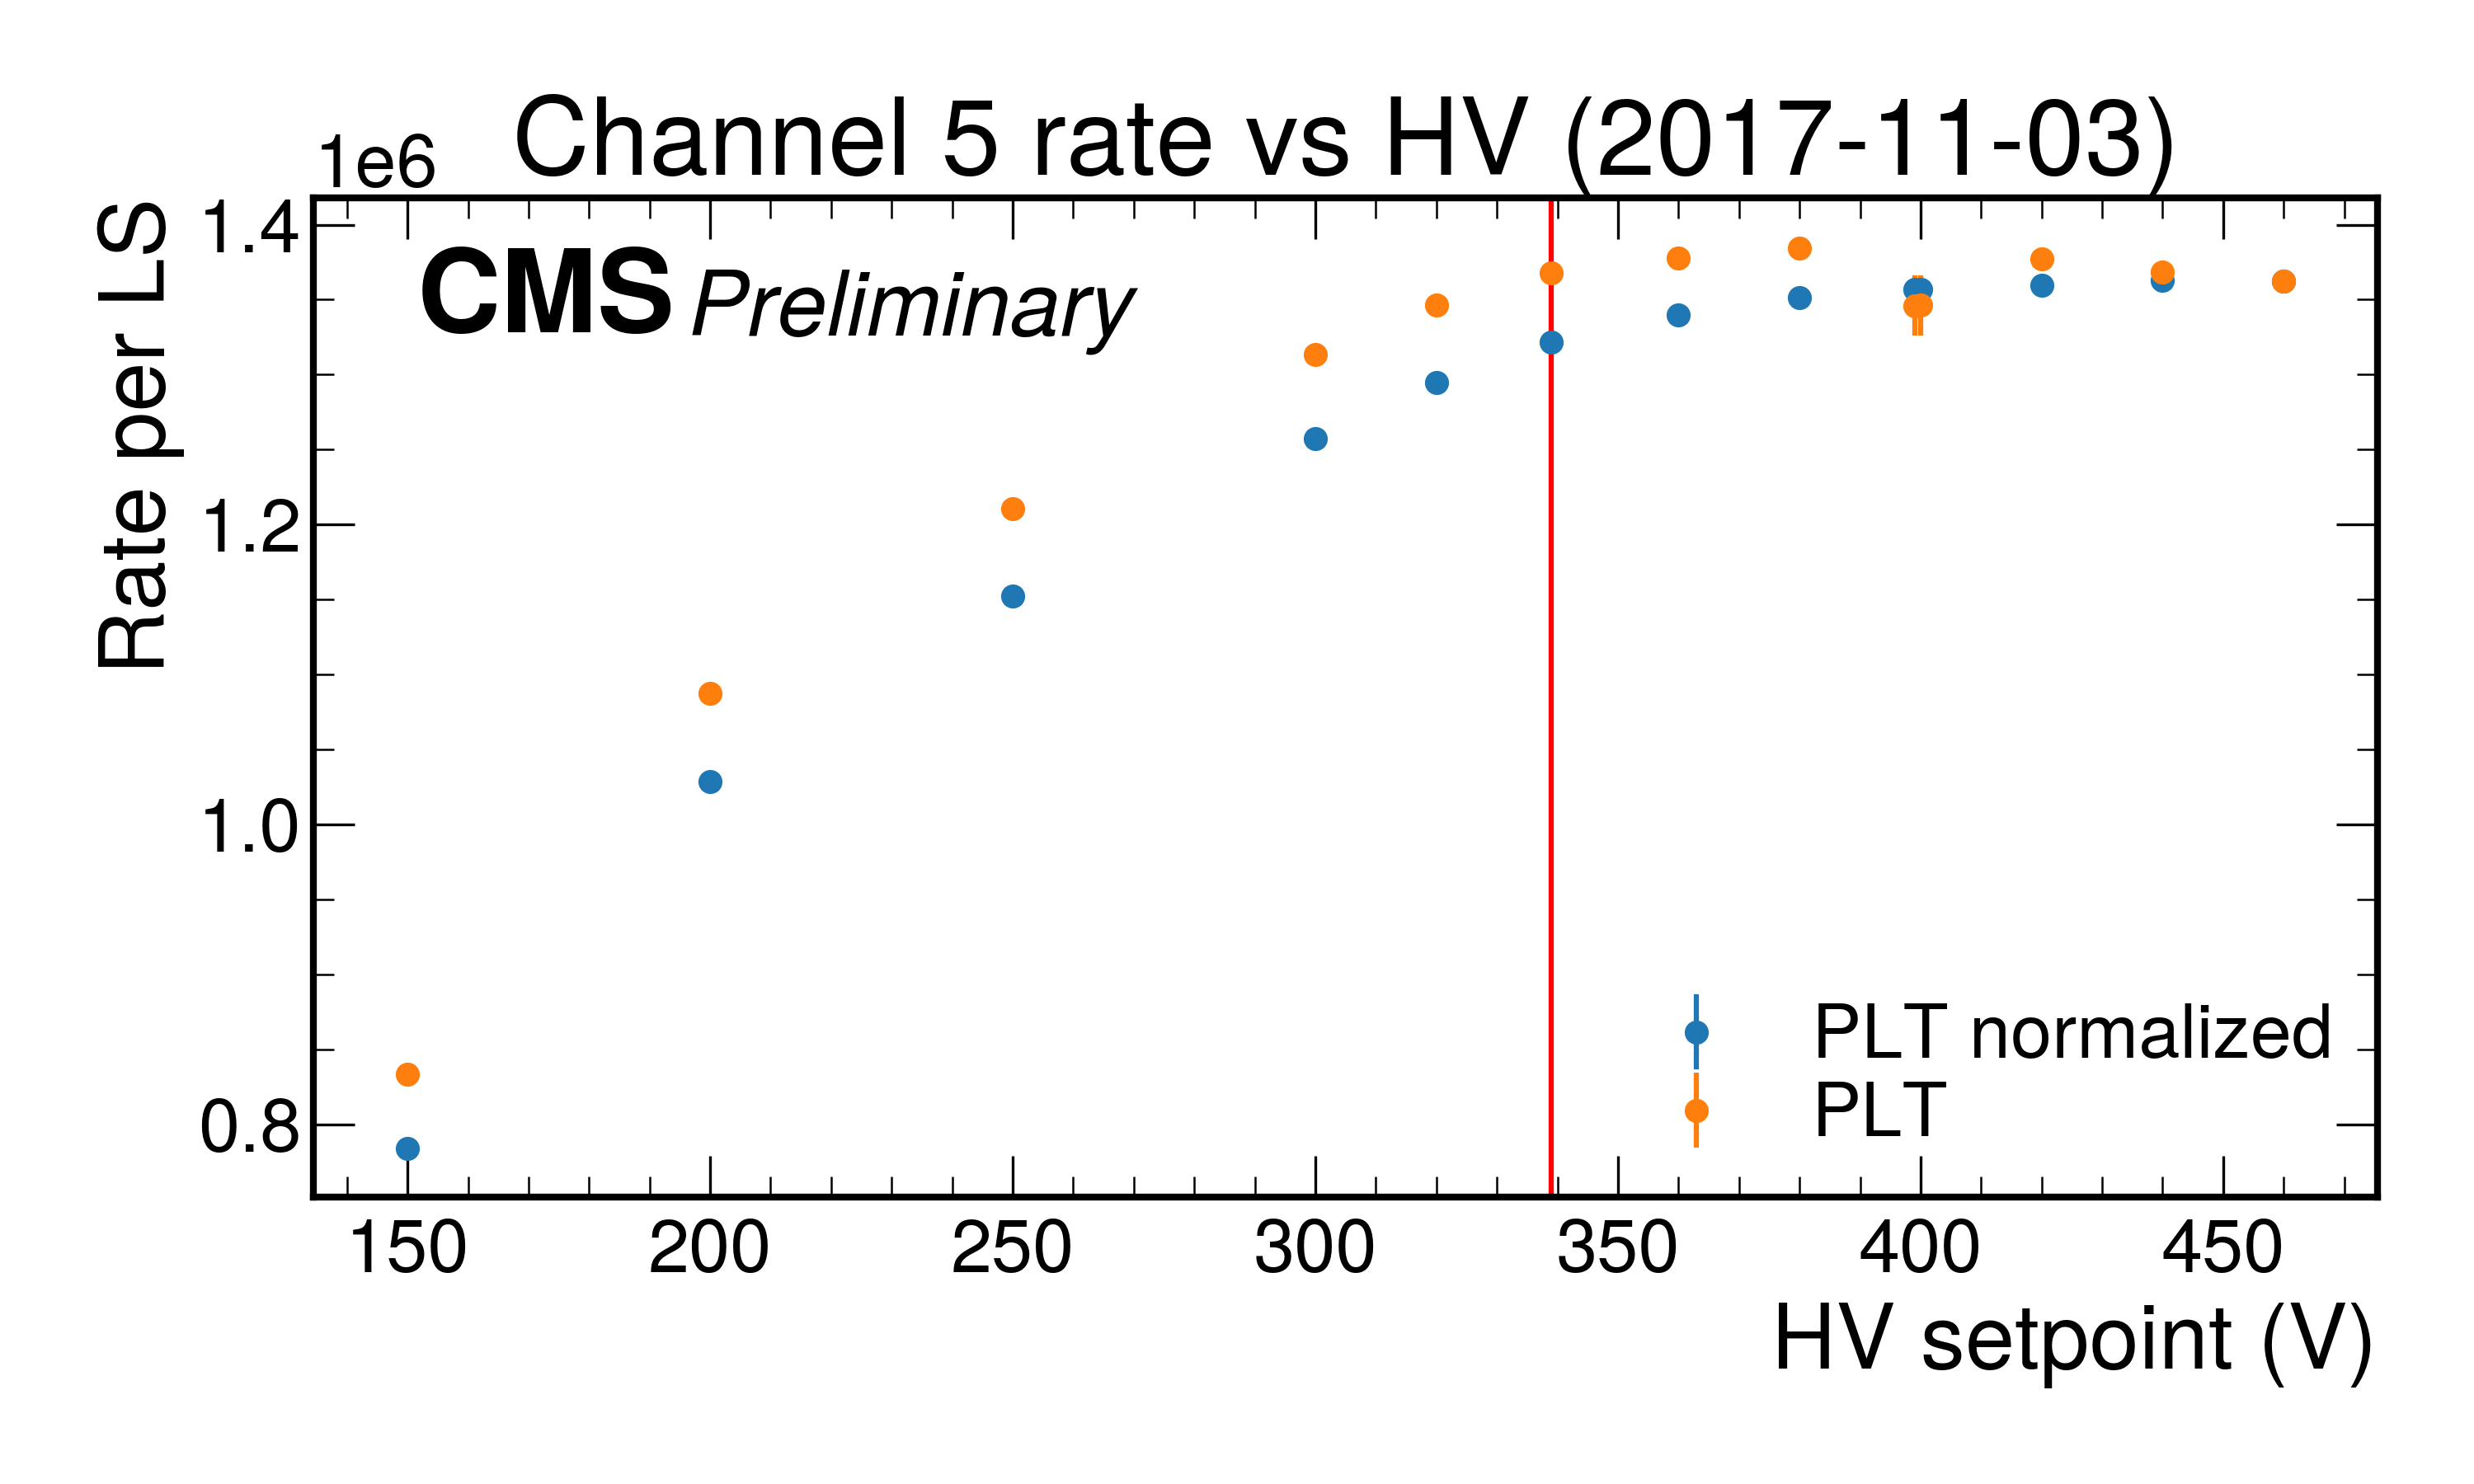 Channel 5 rate vs HV (2017-11-03)
1e6
CMS Preliminary
Rate per LS
1.4
1.2
1.0
0.8
PLT normalized
PLT
150 200 250 300 350 400 450
HV setpoint (V)